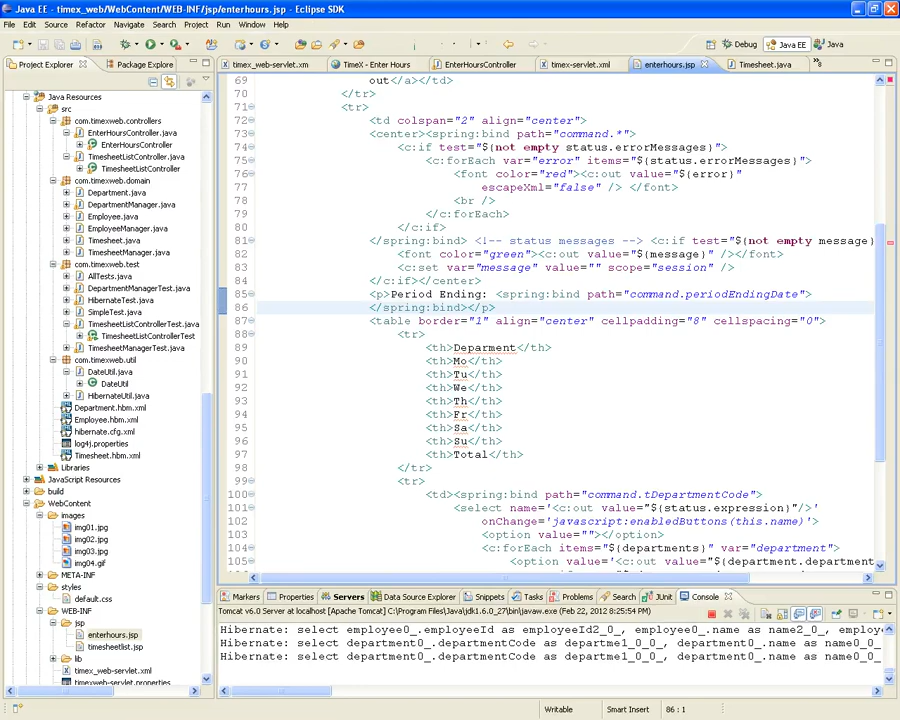 Java EE - timex_web/WebContent/WEB-INF/jsp/enterhours.jsp - Eclipse SDK
File Edit Source Refactor Navigate Search Project Run Window Help
Debug Java EE Java
Project Explorer Package Explorer
timex_web-servlet.xm TimeX - Enter Hours EnterHoursController timex-servlet.xml enterhours.jsp Timesheet.java
Java Resources
src
com.timexweb.controllers
EnterHoursController.java
EnterHoursController
TimesheetListController.java
TimesheetListController
com.timexweb.domain
Department.java
DepartmentManager.java
Employee.java
EmployeeManager.java
Timesheet.java
TimesheetManager.java
com.timexweb.test
AllTests.java
DepartmentManagerTest.java
HibernateTest.java
SimpleTest.java
TimesheetListControllerTest.java
TimesheetListControllerTest
TimesheetManagerTest.java
com.timexweb.util
DateUtil.java
DateUtil
HibernateUtil.java
Department.hbm.xml
Employee.hbm.xml
hibernate.cfg.xml
log4j.properties
Timesheet.hbm.xml
Libraries
JavaScript Resources
build
WebContent
images
img01.jpg
img02.jpg
img03.jpg
img04.gif
META-INF
styles
default.css
WEB-INF
jsp
enterhours.jsp
timesheetlist.jsp
lib
timex_web-servlet.xml
timexweb-servlet.properties
69 out</a></td>
70 </tr>
71 <tr>
72 <td colspan="2" align="center">
73 <center><spring:bind path="command.*">
74 <c:if test="${not empty status.errorMessages}">
75 <c:forEach var="error" items="${status.errorMessages}">
76 <font color="red"><c:out value="${error}"
77 escapeXml="false" /> </font>
78 <br />
79 </c:forEach>
80 </c:if>
81 </spring:bind> <!-- status messages --> <c:if test="${not empty message}
82 <font color="green"><c:out value="${message}" /></font>
83 <c:set var="message" value="" scope="session" />
84 </c:if></center>
85 <p>Period Ending: <spring:bind path="command.periodEndingDate">
86 </spring:bind></p>
87 <table border="1" align="center" cellpadding="8" cellspacing="0">
88 <tr>
89 <th>Deparment</th>
90 <th>Mo</th>
91 <th>Tu</th>
92 <th>We</th>
93 <th>Th</th>
94 <th>Fr</th>
95 <th>Sa</th>
96 <th>Su</th>
97 <th>Total</th>
98 </tr>
99 <tr>
100 <td><spring:bind path="command.tDepartmentCode">
101 <select name='<c:out value="${status.expression}"/>'
102 onChange='javascript:enabledButtons(this.name)'>
103 <option value=""></option>
104 <c:forEach items="${departments}" var="department">
105 <option value='<c:out value="${department.department
Markers Properties Servers Data Source Explorer Snippets Tasks Problems Search JUnit Console
Tomcat v6.0 Server at localhost [Apache Tomcat] C:\Program Files\Java\jdk1.6.0_27\bin\javaw.exe (Feb 22, 2012 8:25:54 PM)
Hibernate: select employee0_.employeeId as employeeId2_0_, employee0_.name as name2_0_, employ
Hibernate: select department0_.departmentCode as departme1_0_0_, department0_.name as name0_0_
Hibernate: select department0_.departmentCode as departme1_0_0_, department0_.name as name0_0_
Writable Smart Insert 86 : 1